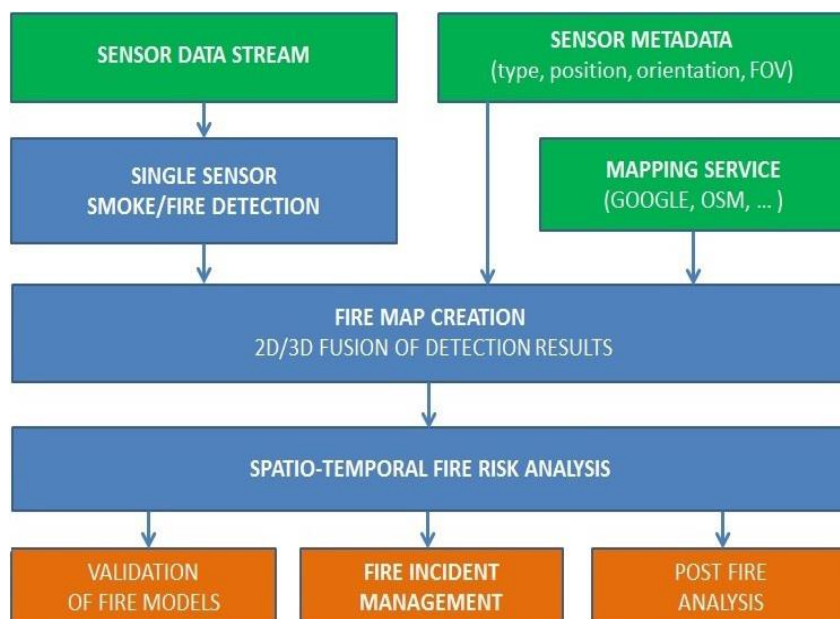 SENSOR DATA STREAM
SENSOR METADATA
(type, position, orientation, FOV)
SINGLE SENSOR
SMOKE/FIRE DETECTION
MAPPING SERVICE
(GOOGLE, OSM, ... )
FIRE MAP CREATION
2D/3D FUSION OF DETECTION RESULTS
SPATIO-TEMPORAL FIRE RISK ANALYSIS
VALIDATION
OF FIRE MODELS
FIRE INCIDENT
MANAGEMENT
POST FIRE
ANALYSIS